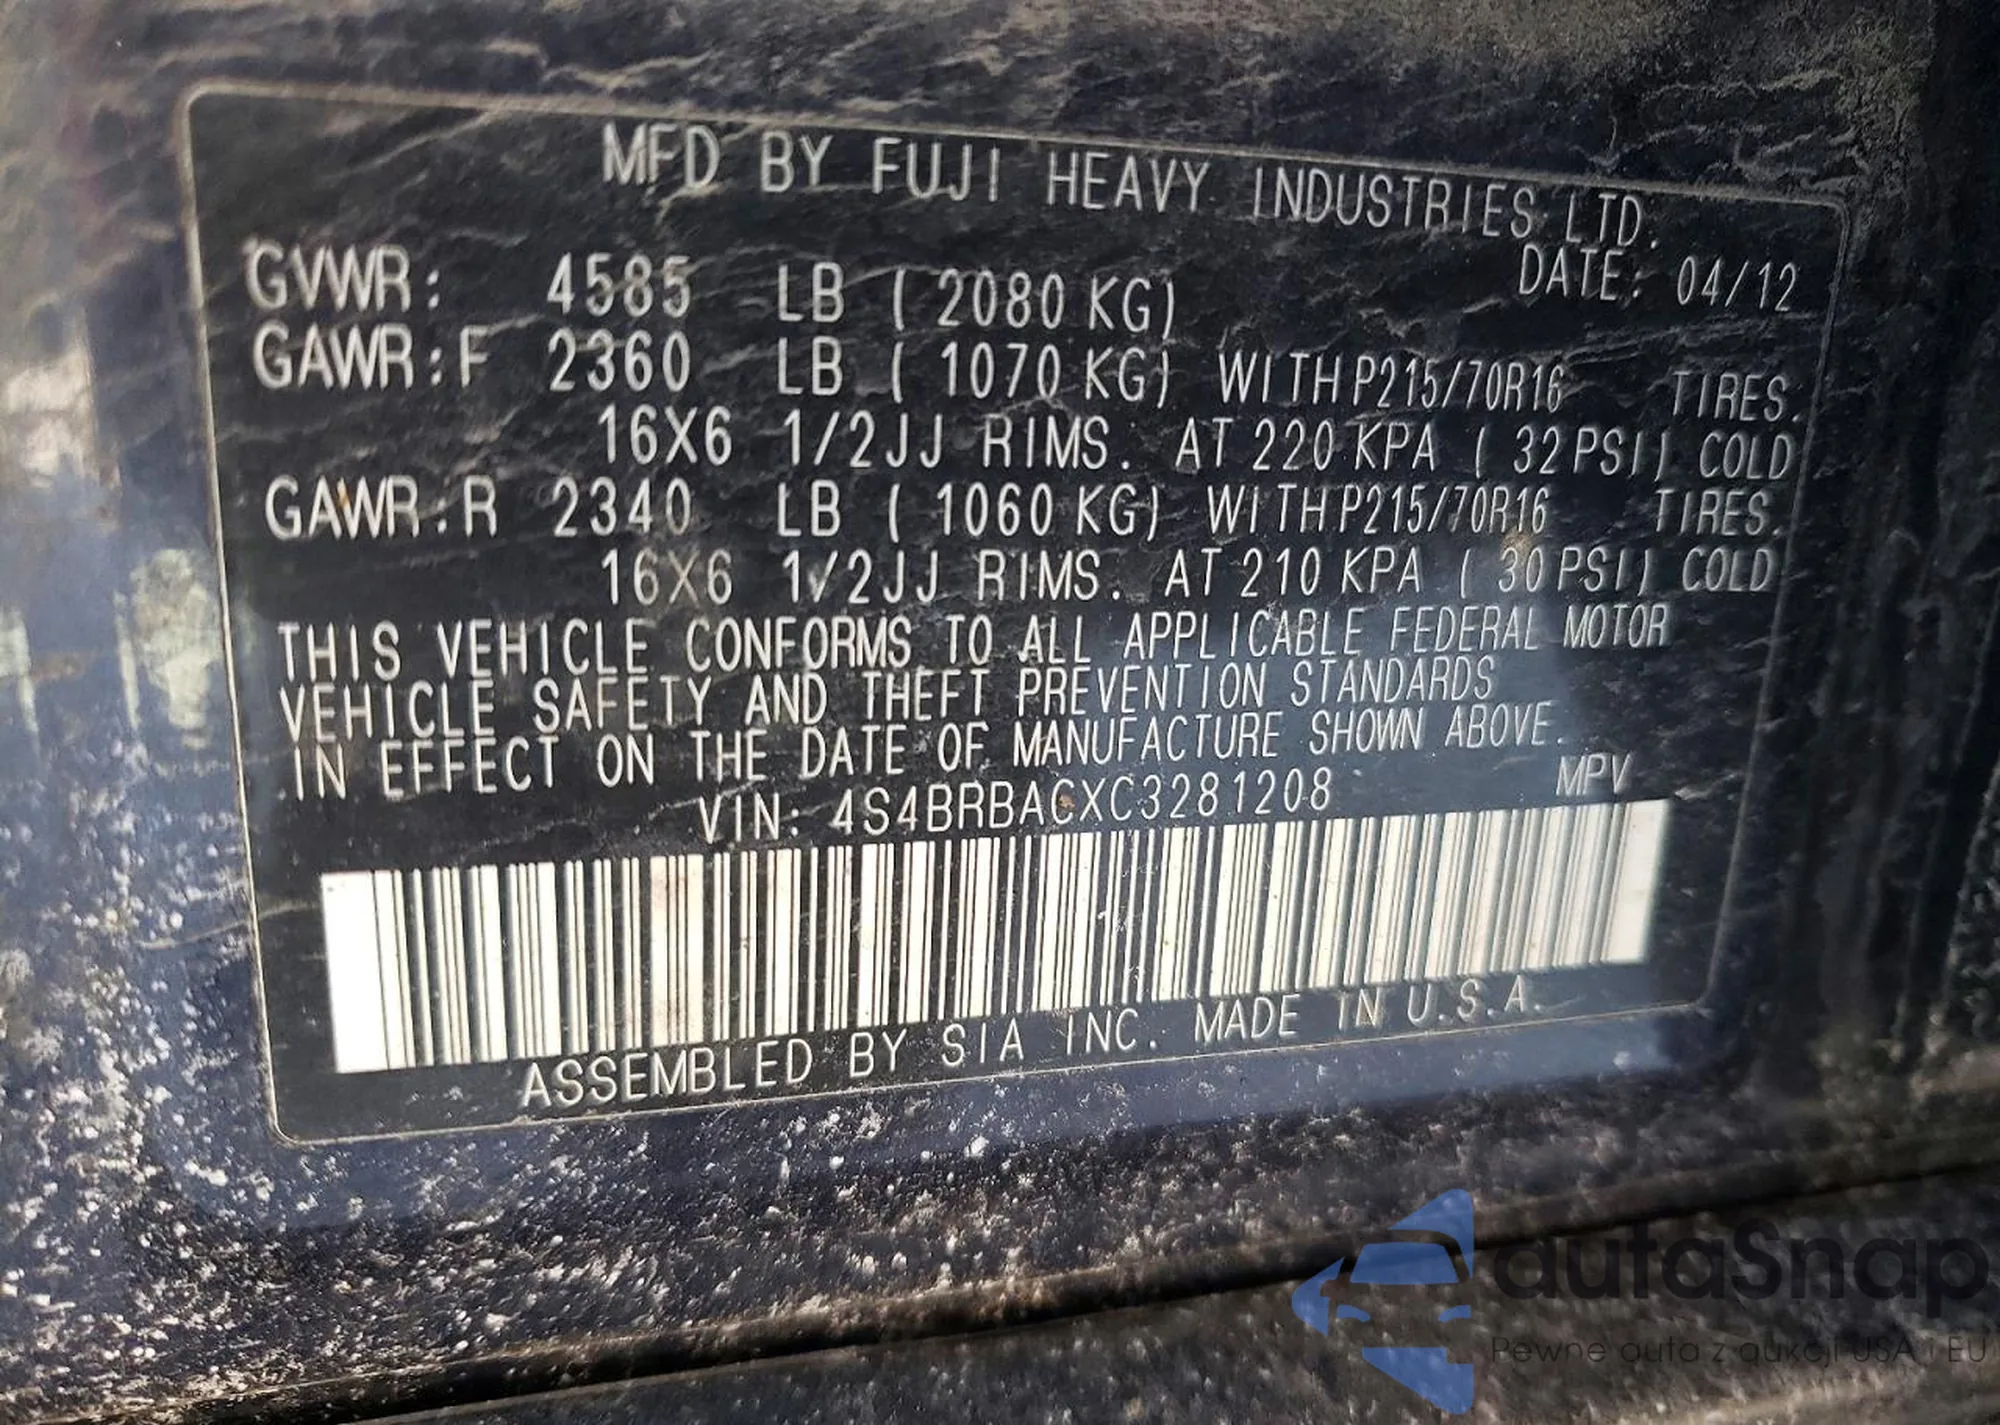 MFD BY FUJI HEAVY INDUSTRIES LTD.
DATE: 04/12
GVWR: 4585 LB ( 2080 KG)
GAWR:F 2360 LB ( 1070 KG) WITH P215/70R16 TIRES.
16X6 1/2JJ RIMS. AT 220 KPA ( 32 PSI) COLD
GAWR:R 2340 LB ( 1060 KG) WITH P215/70R16 TIRES.
16X6 1/2JJ RIMS. AT 210 KPA ( 30 PSI) COLD
THIS VEHICLE CONFORMS TO ALL APPLICABLE FEDERAL MOTOR
VEHICLE SAFETY AND THEFT PREVENTION STANDARDS
IN EFFECT ON THE DATE OF MANUFACTURE SHOWN ABOVE.
VIN: 4S4BRBACXC3281208 MPV
ASSEMBLED BY SIA INC. MADE IN U.S.A.
autaSnap
Pewne auta z aukcji USA i EU